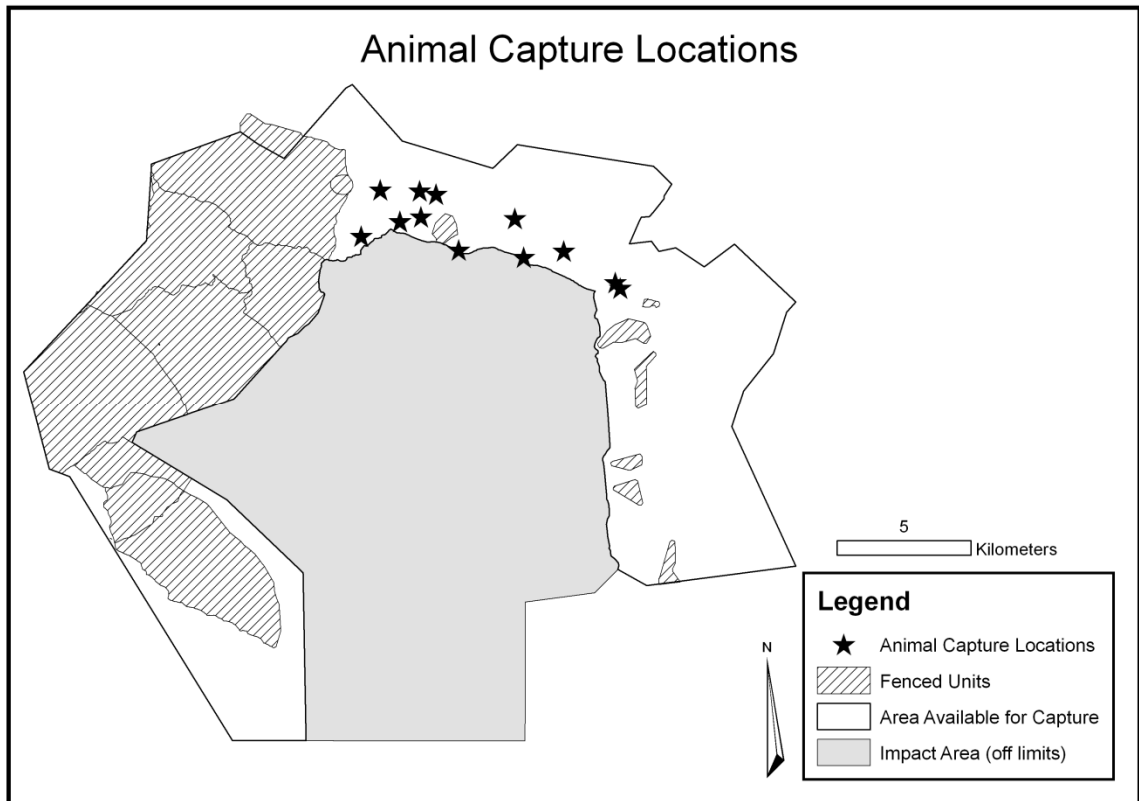 Animal Capture Locations
5
Kilometers
Legend
N
Animal Capture Locations
Fenced Units
Area Available for Capture
Impact Area (off limits)